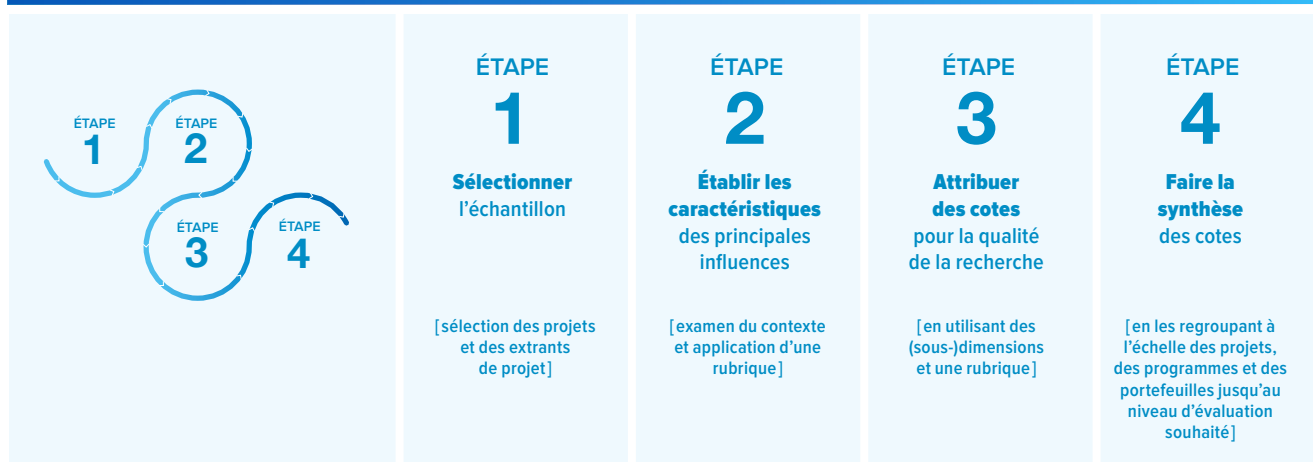 ÉTAPE
1
ÉTAPE
2
ÉTAPE
3
ÉTAPE
4
ÉTAPE
1
Sélectionner
l’échantillon
[sélection des projets
et des extrants
de projet]
ÉTAPE
2
Établir les
caractéristiques
des principales
influences
[examen du contexte
et application d’une
rubrique]
ÉTAPE
3
Attribuer
des cotes
pour la qualité
de la recherche
[en utilisant des
(sous-)dimensions
et une rubrique]
ÉTAPE
4
Faire la
synthèse
des cotes
[en les regroupant à
l’échelle des projets,
des programmes et des
portefeuilles jusqu’au
niveau d’évaluation
souhaité]